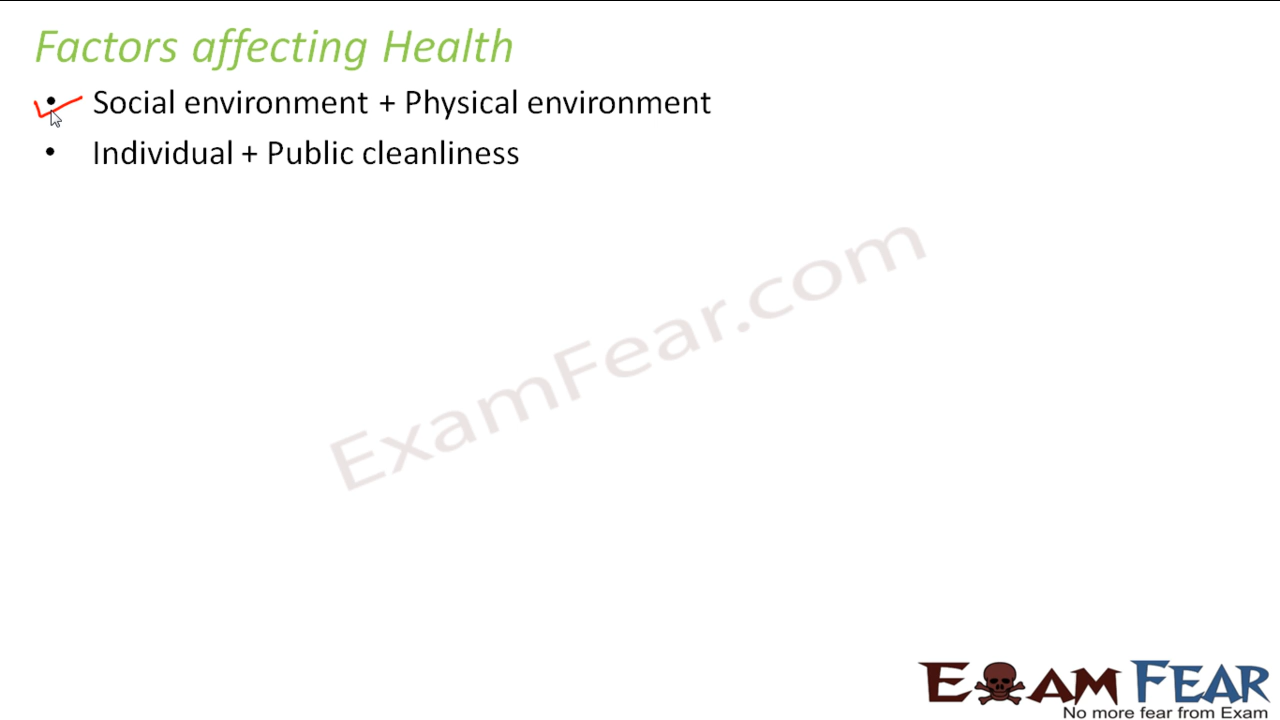 Factors affecting Health
• Social environment + Physical environment
• Individual + Public cleanliness
ExamFear.com
EXAM FEAR
No more fear from Exam